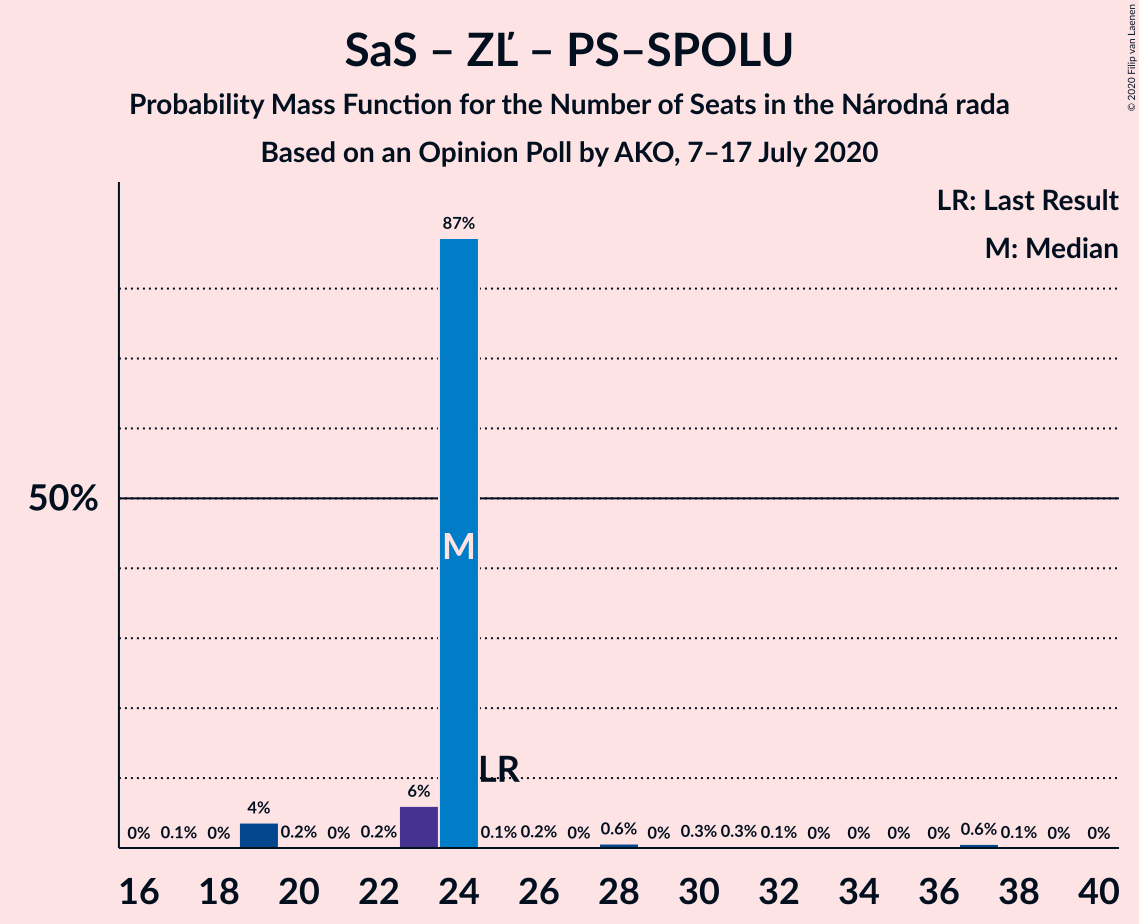 SaS – ZĽ – PS–SPOLU
Probability Mass Function for the Number of Seats in the Národná rada
Based on an Opinion Poll by AKO, 7–17 July 2020
© 2020 Filip van Laenen
LR: Last Result
M: Median
87%
50%
M
LR
0% 0.1% 0% 4% 0.2% 0% 0.2% 6% 0.1% 0.2% 0% 0.6% 0% 0.3% 0.3% 0.1% 0% 0% 0% 0% 0.6% 0.1% 0% 0%
16 18 20 22 24 26 28 30 32 34 36 38 40